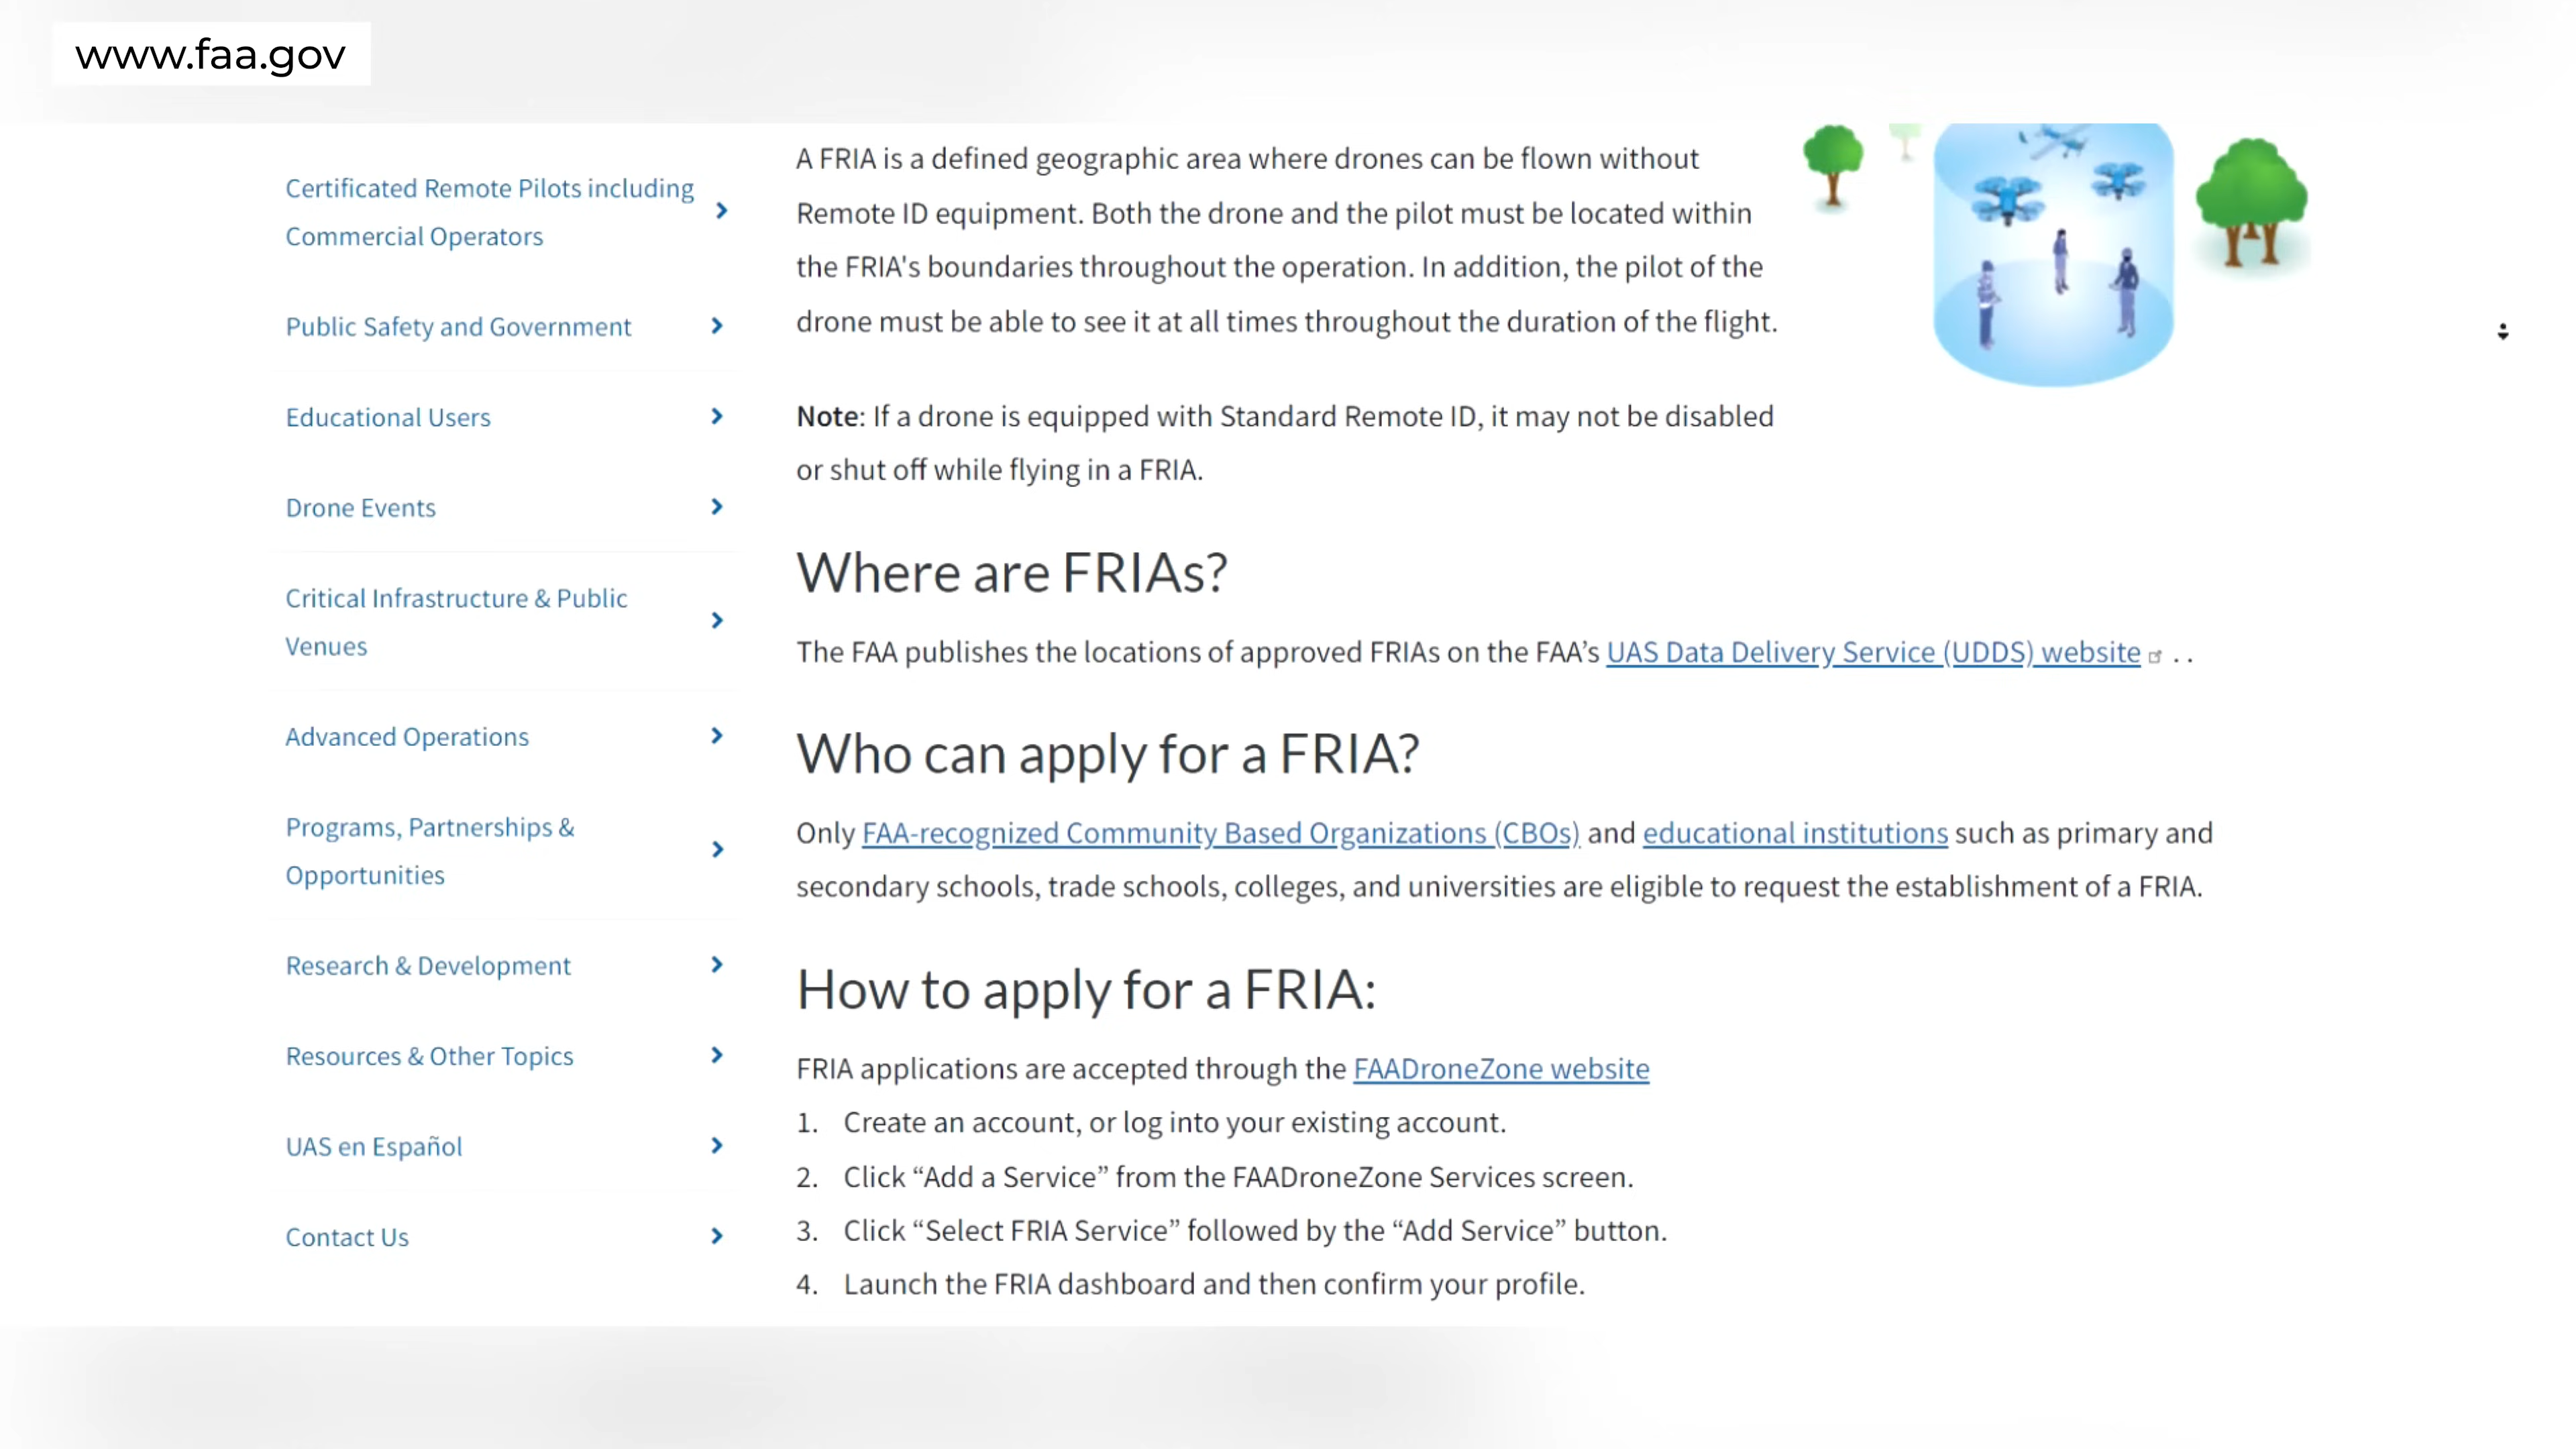 www.faa.gov
Certificated Remote Pilots including
Commercial Operators
Public Safety and Government
Educational Users
Drone Events
Critical Infrastructure & Public
Venues
Advanced Operations
Programs, Partnerships &
Opportunities
Research & Development
Resources & Other Topics
UAS en Español
Contact Us
A FRIA is a defined geographic area where drones can be flown without
Remote ID equipment. Both the drone and the pilot must be located within
the FRIA's boundaries throughout the operation. In addition, the pilot of the
drone must be able to see it at all times throughout the duration of the flight.
Note: If a drone is equipped with Standard Remote ID, it may not be disabled
or shut off while flying in a FRIA.
Where are FRIAs?
The FAA publishes the locations of approved FRIAs on the FAA’s UAS Data Delivery Service (UDDS) website . .
Who can apply for a FRIA?
Only FAA-recognized Community Based Organizations (CBOs) and educational institutions such as primary and
secondary schools, trade schools, colleges, and universities are eligible to request the establishment of a FRIA.
How to apply for a FRIA:
FRIA applications are accepted through the FAADroneZone website
1. Create an account, or log into your existing account.
2. Click “Add a Service” from the FAADroneZone Services screen.
3. Click “Select FRIA Service” followed by the “Add Service” button.
4. Launch the FRIA dashboard and then confirm your profile.